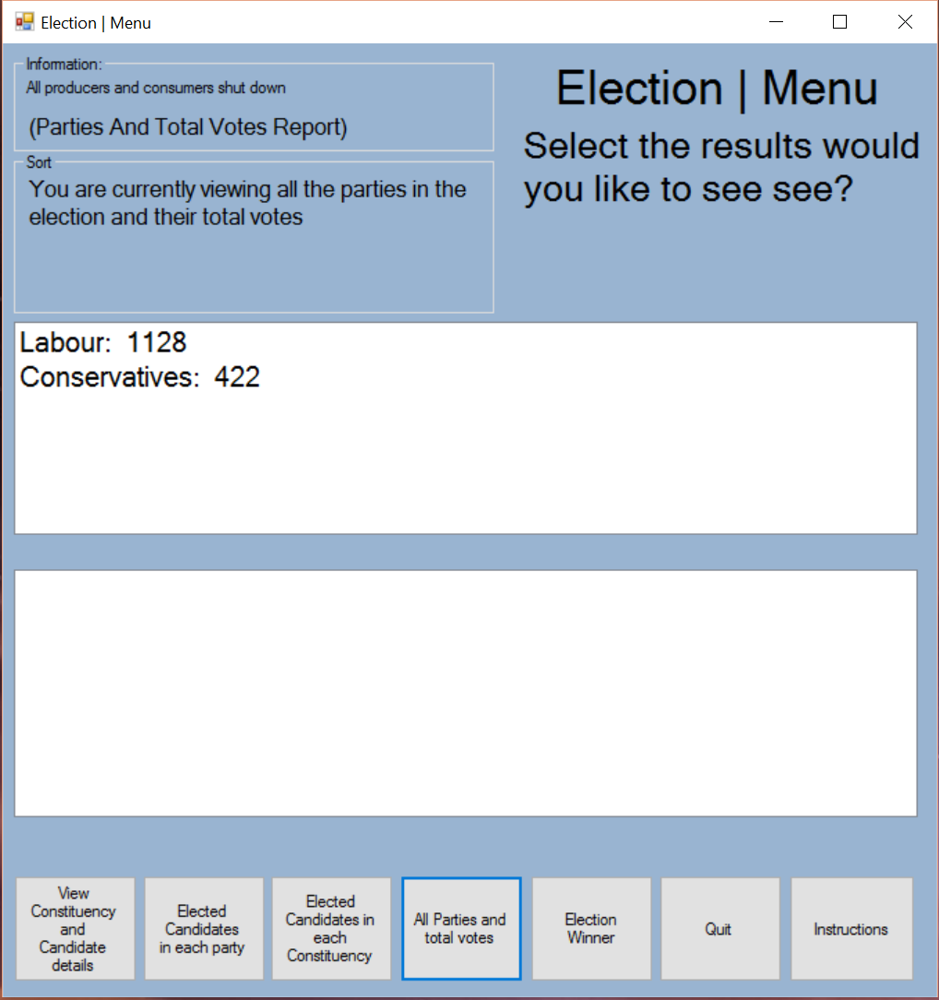 Election | Menu
Information:
All producers and consumers shut down
(Parties And Total Votes Report)
Sort
You are currently viewing all the parties in the
election and their total votes
Election | Menu
Select the results would
you like to see see?
Labour: 1128
Conservatives: 422
View
Constituency
and
Candidate
details
Elected
Candidates
in each party
Elected
Candidates in
each
Constituency
All Parties and
total votes
Election
Winner
Quit
Instructions